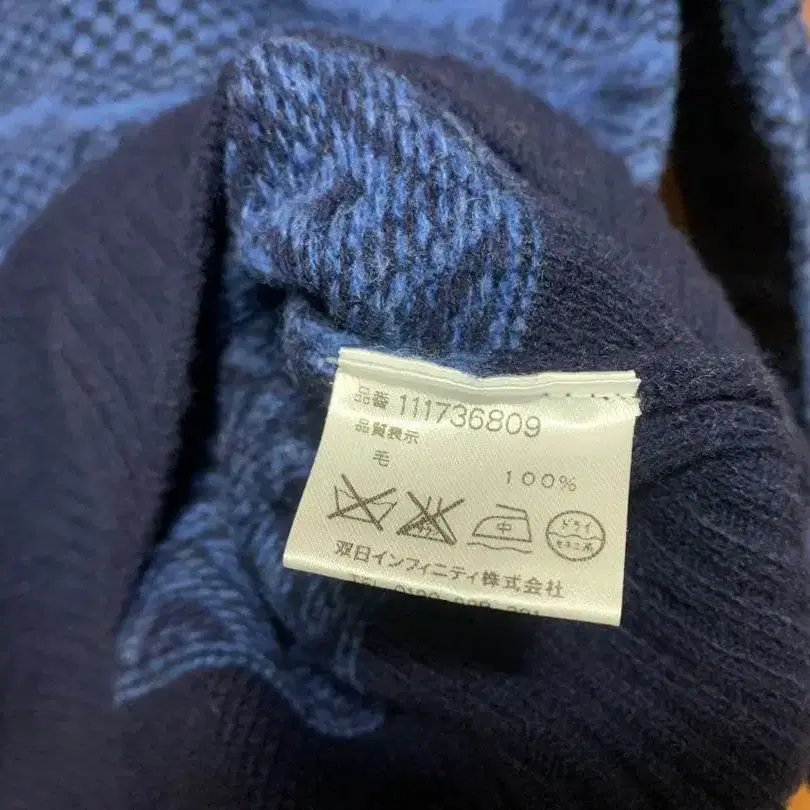 品番 111736809
品質表示
毛 100%
中 ドライ セキユ系
双日インフィニティ株式会社